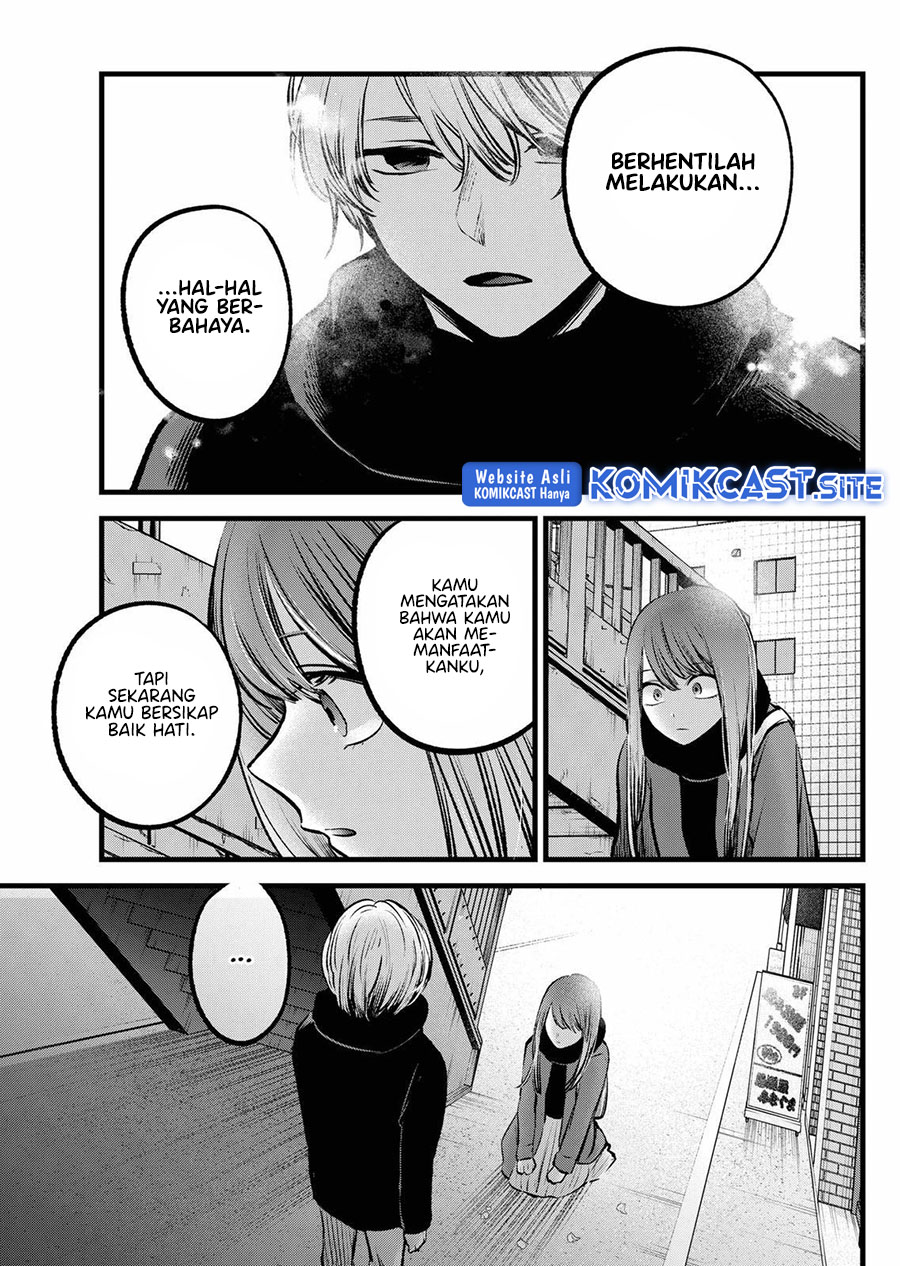 BERHENTILAH
MELAKUKAN...
...HAL-HAL
YANG BER-
BAHAYA.
Website Asli
KOMIKCAST Hanya
KOMIKCAST.SITE
KAMU
MENGATAKAN
BAHWA KAMU
AKAN ME-
MANFAAT-
KANKU,
TAPI
SEKARANG
KAMU BERSIKAP
BAIK HATI.
...